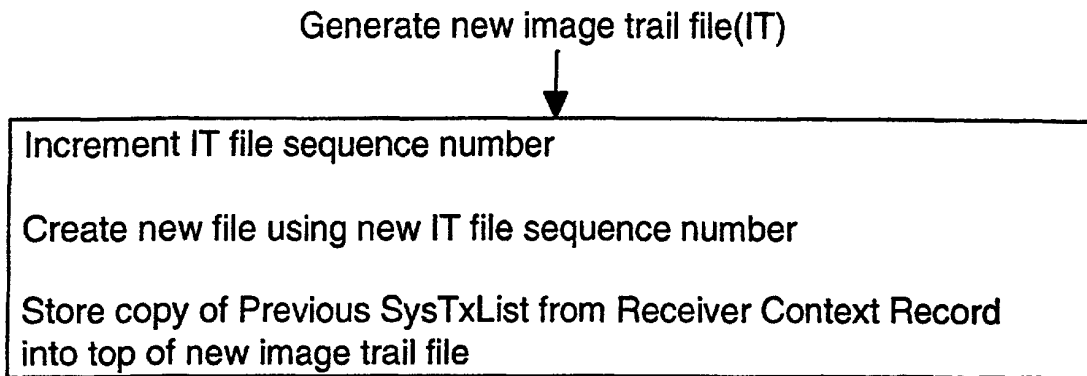 Generate new image trail file(IT)
Increment IT file sequence number
Create new file using new IT file sequence number
Store copy of Previous SysTxList from Receiver Context Record
into top of new image trail file